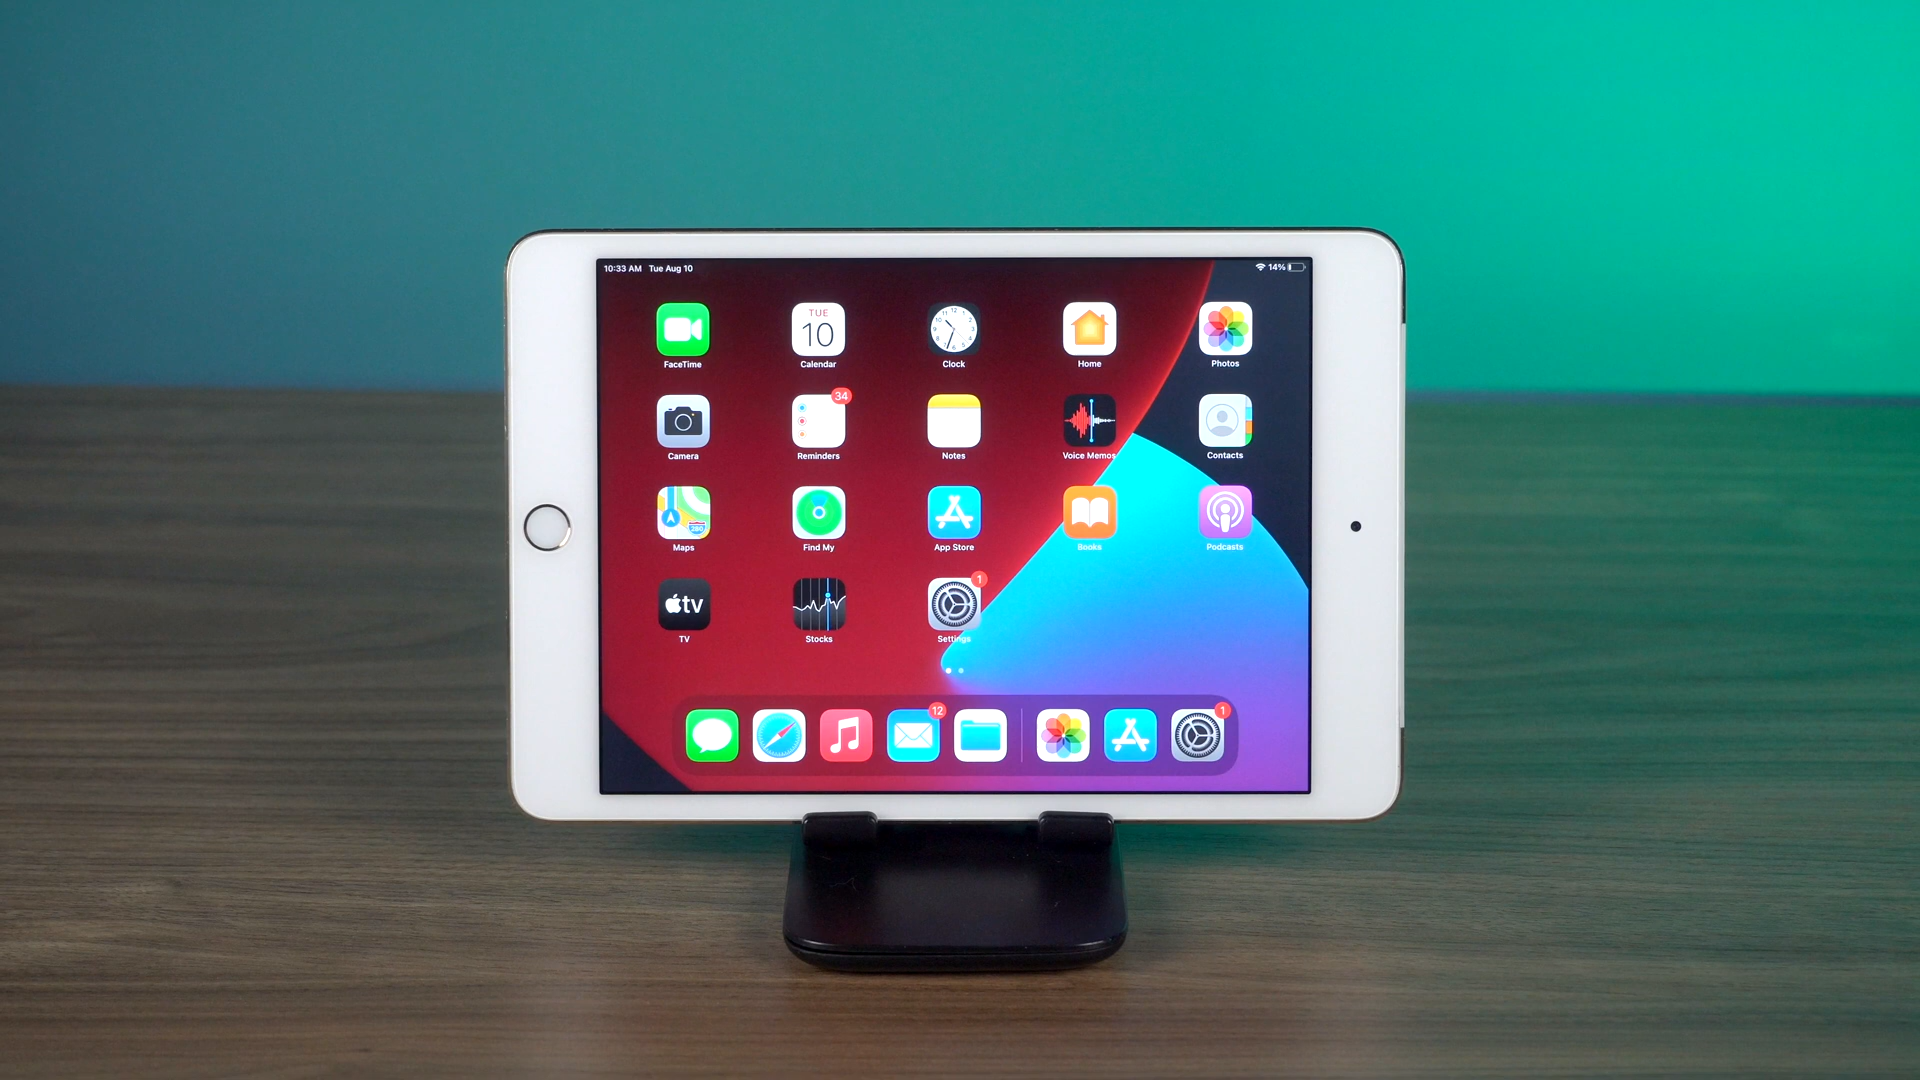 10:33 AM Tue Aug 10
14%
TUE
10
FaceTime
Calendar
Clock
Home
Photos
34
Camera
Reminders
Notes
Voice Memos
Contacts
280
Maps
Find My
App Store
Books
Podcasts
tv
1
TV
Stocks
Settings
12
1